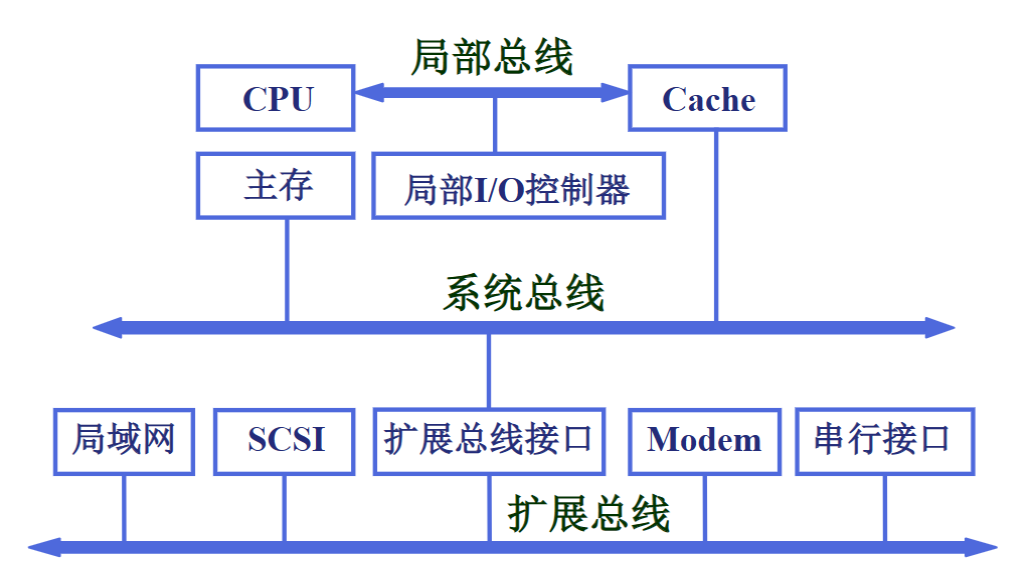 局部总线
CPU
Cache
主存
局部I/O控制器
系统总线
局域网
SCSI
扩展总线接口
Modem
串行接口
扩展总线